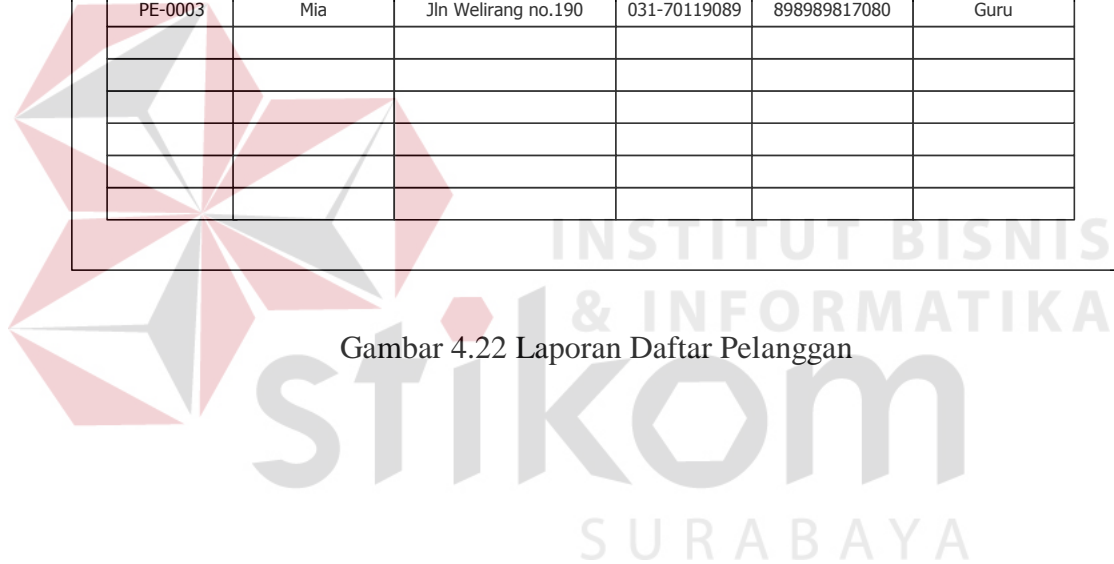 PE-0003 Mia Jln Welirang no.190 031-70119089 898989817080 Guru
INSTITUT BISNIS
& INFORMATIKA
Gambar 4.22 Laporan Daftar Pelanggan
stikom
SURABAYA